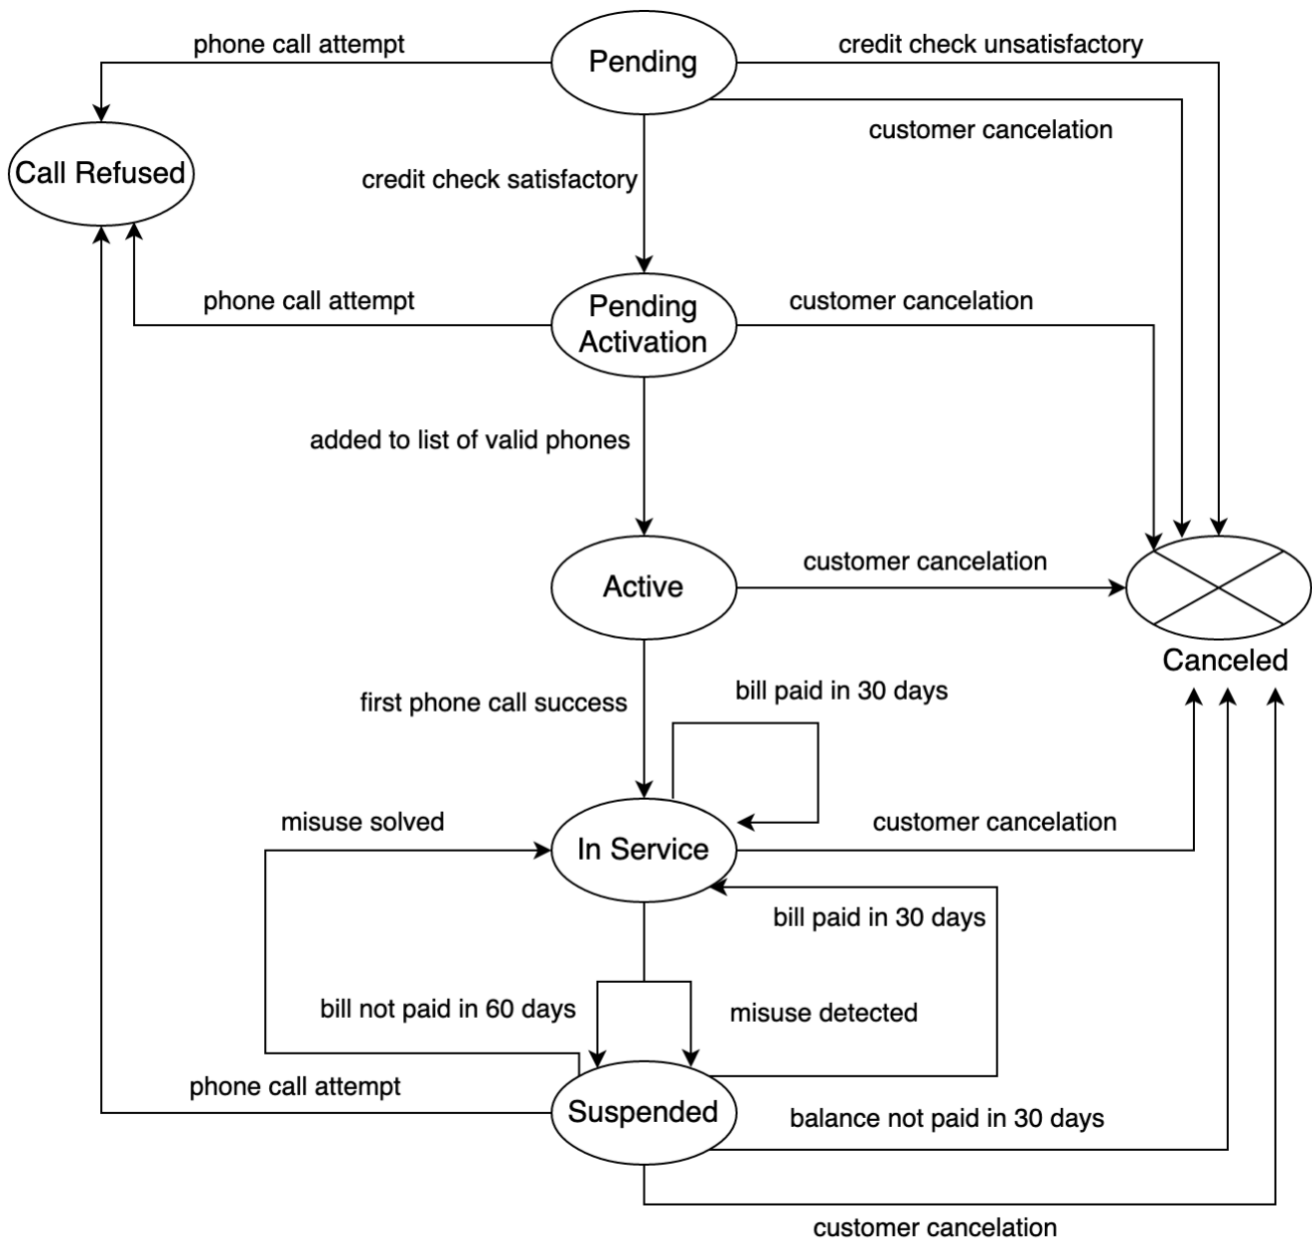 phone call attempt
Pending
credit check unsatisfactory
customer cancelation
Call Refused
credit check satisfactory
phone call attempt
Pending
Activation
customer cancelation
added to list of valid phones
Active
customer cancelation
Canceled
first phone call success
bill paid in 30 days
misuse solved
In Service
customer cancelation
bill paid in 30 days
bill not paid in 60 days
misuse detected
phone call attempt
Suspended
balance not paid in 30 days
customer cancelation